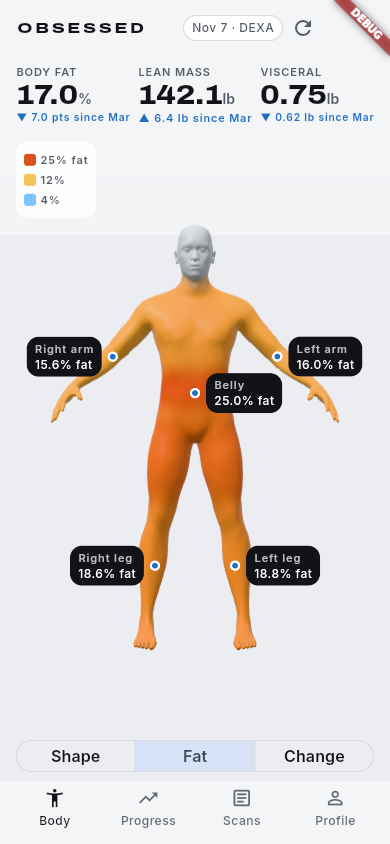 OBSESSED
Nov 7 · DEXA
DEBUG
BODY FAT
17.0%
▼ 7.0 pts since Mar
LEAN MASS
142.1lb
▲ 6.4 lb since Mar
VISCERAL
0.75lb
▼ 0.62 lb since Mar
25% fat
12%
4%
Right arm
15.6% fat
Left arm
16.0% fat
Belly
25.0% fat
Right leg
18.6% fat
Left leg
18.8% fat
Shape
Fat
Change
Body
Progress
Scans
Profile